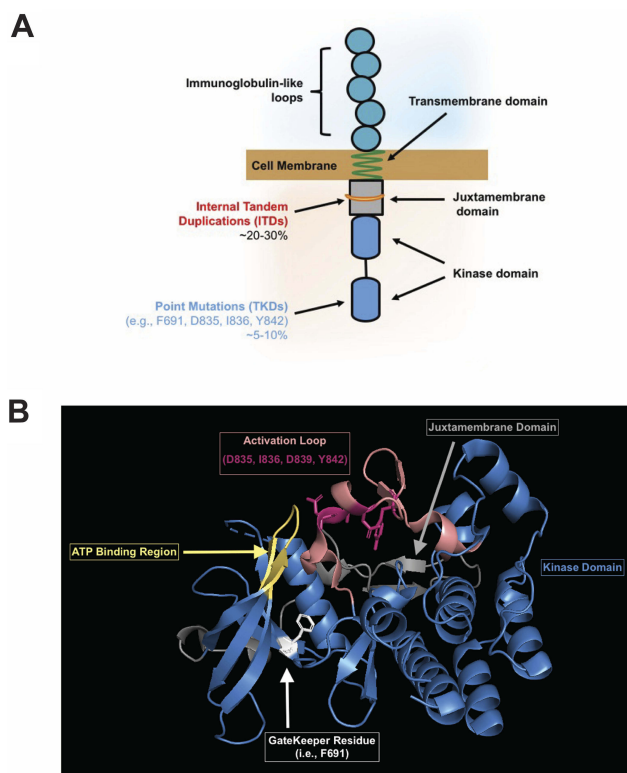 A
Immunoglobulin-like
loops
Transmembrane domain
Cell Membrane
Internal Tandem
Duplications (ITDs)
~20-30%
Juxtamembrane
domain
Kinase domain
Point Mutations (TKDs)
(e.g., F691, D835, I836, Y842)
~5-10%
B
Juxtamembrane Domain
Activation Loop
(D835, I836, D839, Y842)
ATP Binding Region
Kinase Domain
GateKeeper Residue
(i.e., F691)